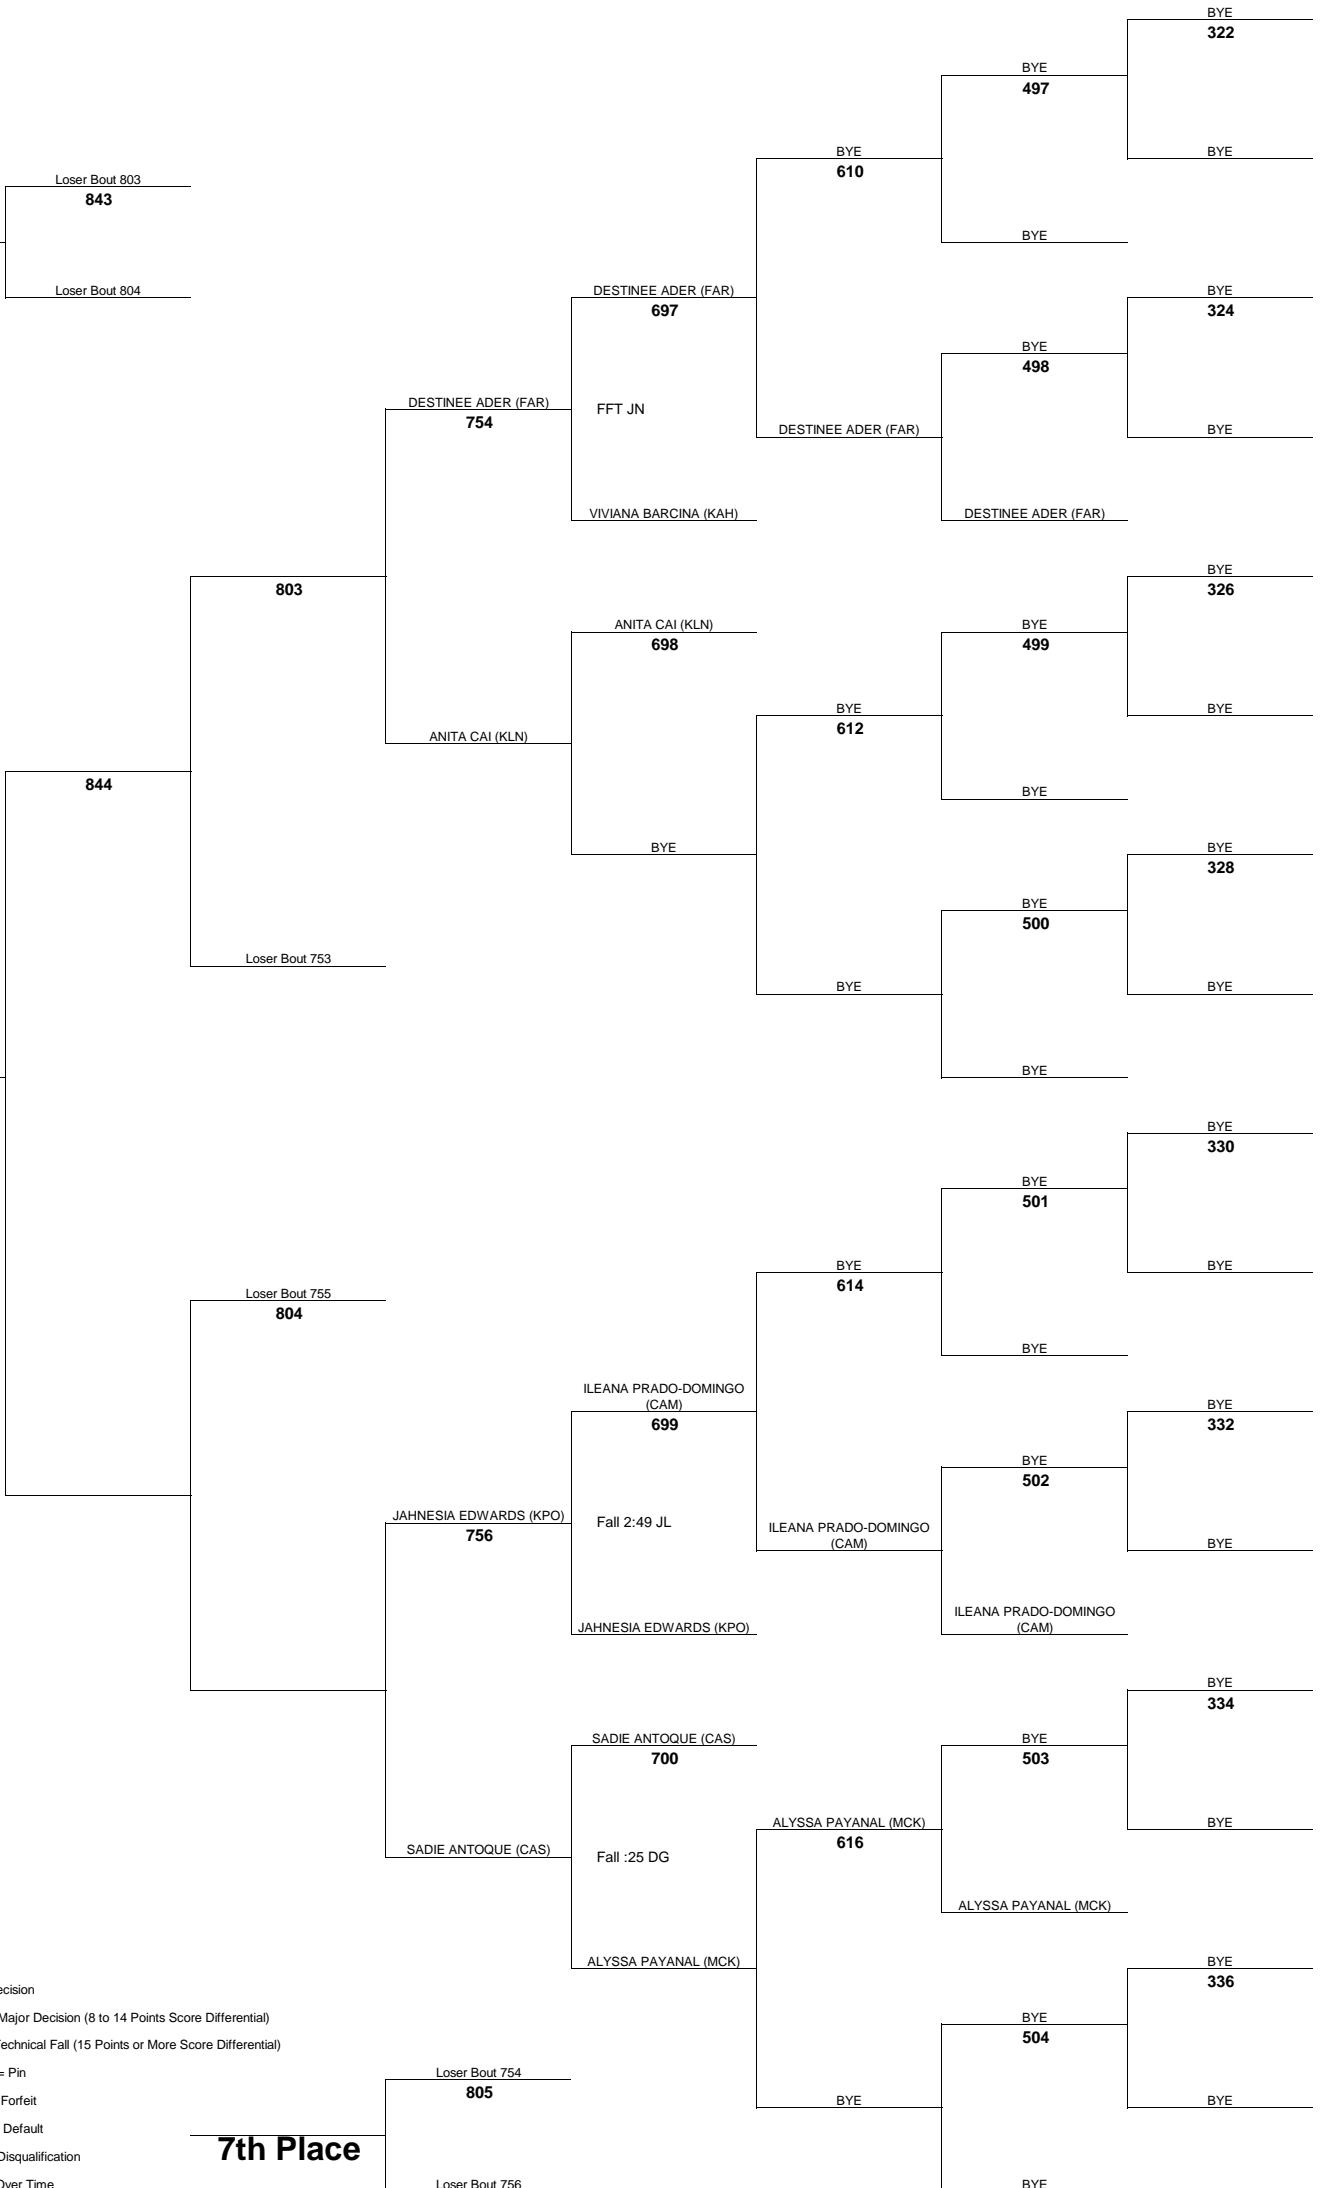 BYE
322
BYE
497
BYE
BYE
610
Loser Bout 803
843
BYE
Loser Bout 804
DESTINEE ADER (FAR)
697
BYE
324
BYE
498
DESTINEE ADER (FAR)
754
FFT JN
DESTINEE ADER (FAR)
BYE
VIVIANA BARCINA (KAH)
DESTINEE ADER (FAR)
803
BYE
326
ANITA CAI (KLN)
698
BYE
499
BYE
612
BYE
ANITA CAI (KLN)
844
BYE
BYE
BYE
328
BYE
500
Loser Bout 753
BYE
BYE
BYE
BYE
330
BYE
501
BYE
614
BYE
Loser Bout 755
804
BYE
ILEANA PRADO-DOMINGO
(CAM)
699
BYE
332
BYE
502
JAHNESIA EDWARDS (KPO)
756
Fall 2:49 JL
ILEANA PRADO-DOMINGO
(CAM)
BYE
JAHNESIA EDWARDS (KPO)
ILEANA PRADO-DOMINGO
(CAM)
BYE
334
SADIE ANTOQUE (CAS)
700
BYE
503
ALYSSA PAYANAL (MCK)
616
BYE
SADIE ANTOQUE (CAS)
Fall :25 DG
ALYSSA PAYANAL (MCK)
ALYSSA PAYANAL (MCK)
BYE
336
ecision
Major Decision (8 to 14 Points Score Differential)
BYE
504
echnical Fall (15 Points or More Score Differential)
= Pin
Loser Bout 754
805
Forfeit
BYE
BYE
Default
7th Place
Disqualification
Over Time
Loser Bout 756
BYE